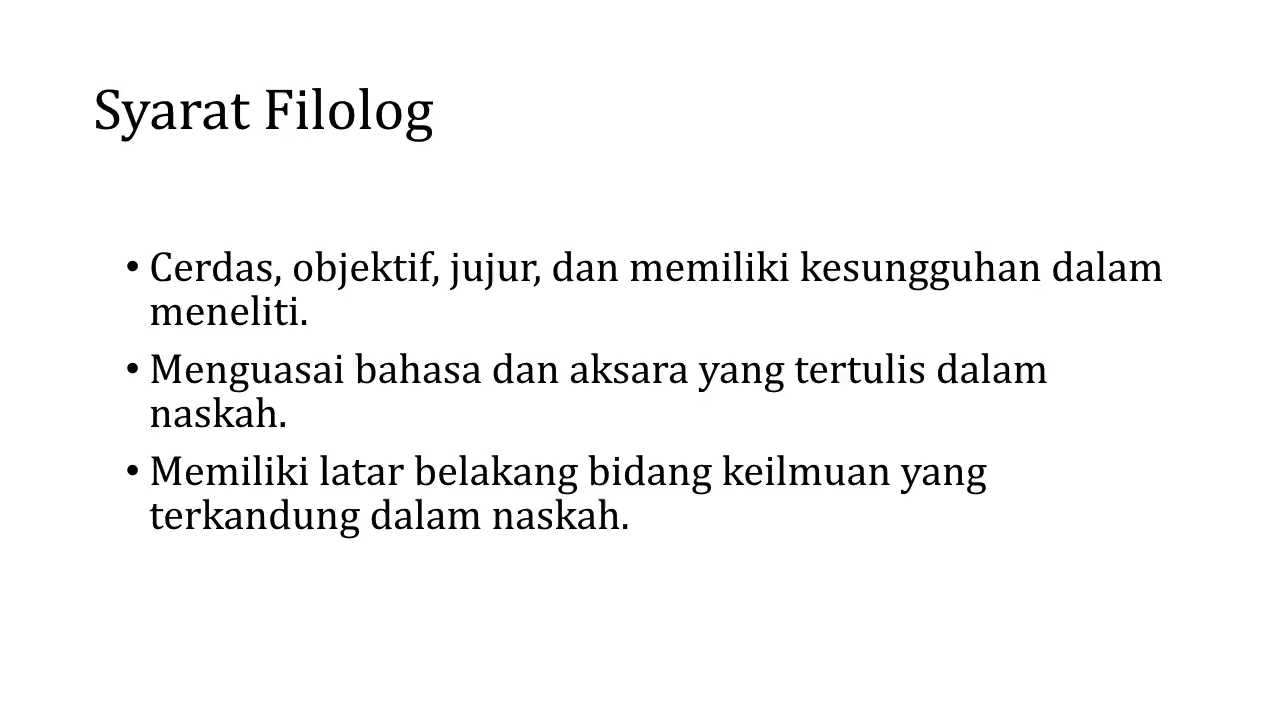 Syarat Filolog
• Cerdas, objektif, jujur, dan memiliki kesungguhan dalam
meneliti.
• Menguasai bahasa dan aksara yang tertulis dalam
naskah.
• Memiliki latar belakang bidang keilmuan yang
terkandung dalam naskah.